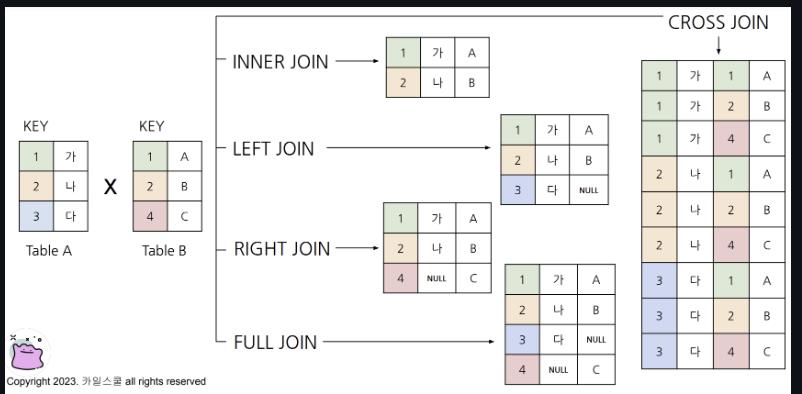 CROSS JOIN
INNER JOIN
1 가 A
2 나 B
LEFT JOIN
1 가 A
2 나 B
3 다 NULL
RIGHT JOIN
1 가 A
2 나 B
4 NULL C
FULL JOIN
1 가 A
2 나 B
3 다 NULL
4 NULL C
KEY
1 가
2 나
3 다
Table A
X
KEY
1 A
2 B
4 C
Table B
1 가 1 A
1 가 2 B
1 가 4 C
2 나 1 A
2 나 2 B
2 나 4 C
3 다 1 A
3 다 2 B
3 다 4 C
Copyright 2023. 카일스쿨 all rights reserved